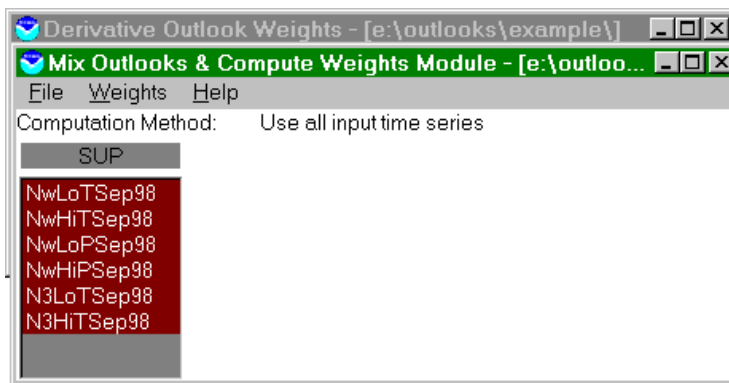 Derivative Outlook Weights - [e:\outlooks\example\]
Mix Outlooks & Compute Weights Module - [e:\outloo...
File Weights Help
Computation Method: Use all input time series
SUP
NwLoTSep98
NwHiTSep98
NwLoPSep98
NwHiPSep98
N3LoTSep98
N3HiTSep98